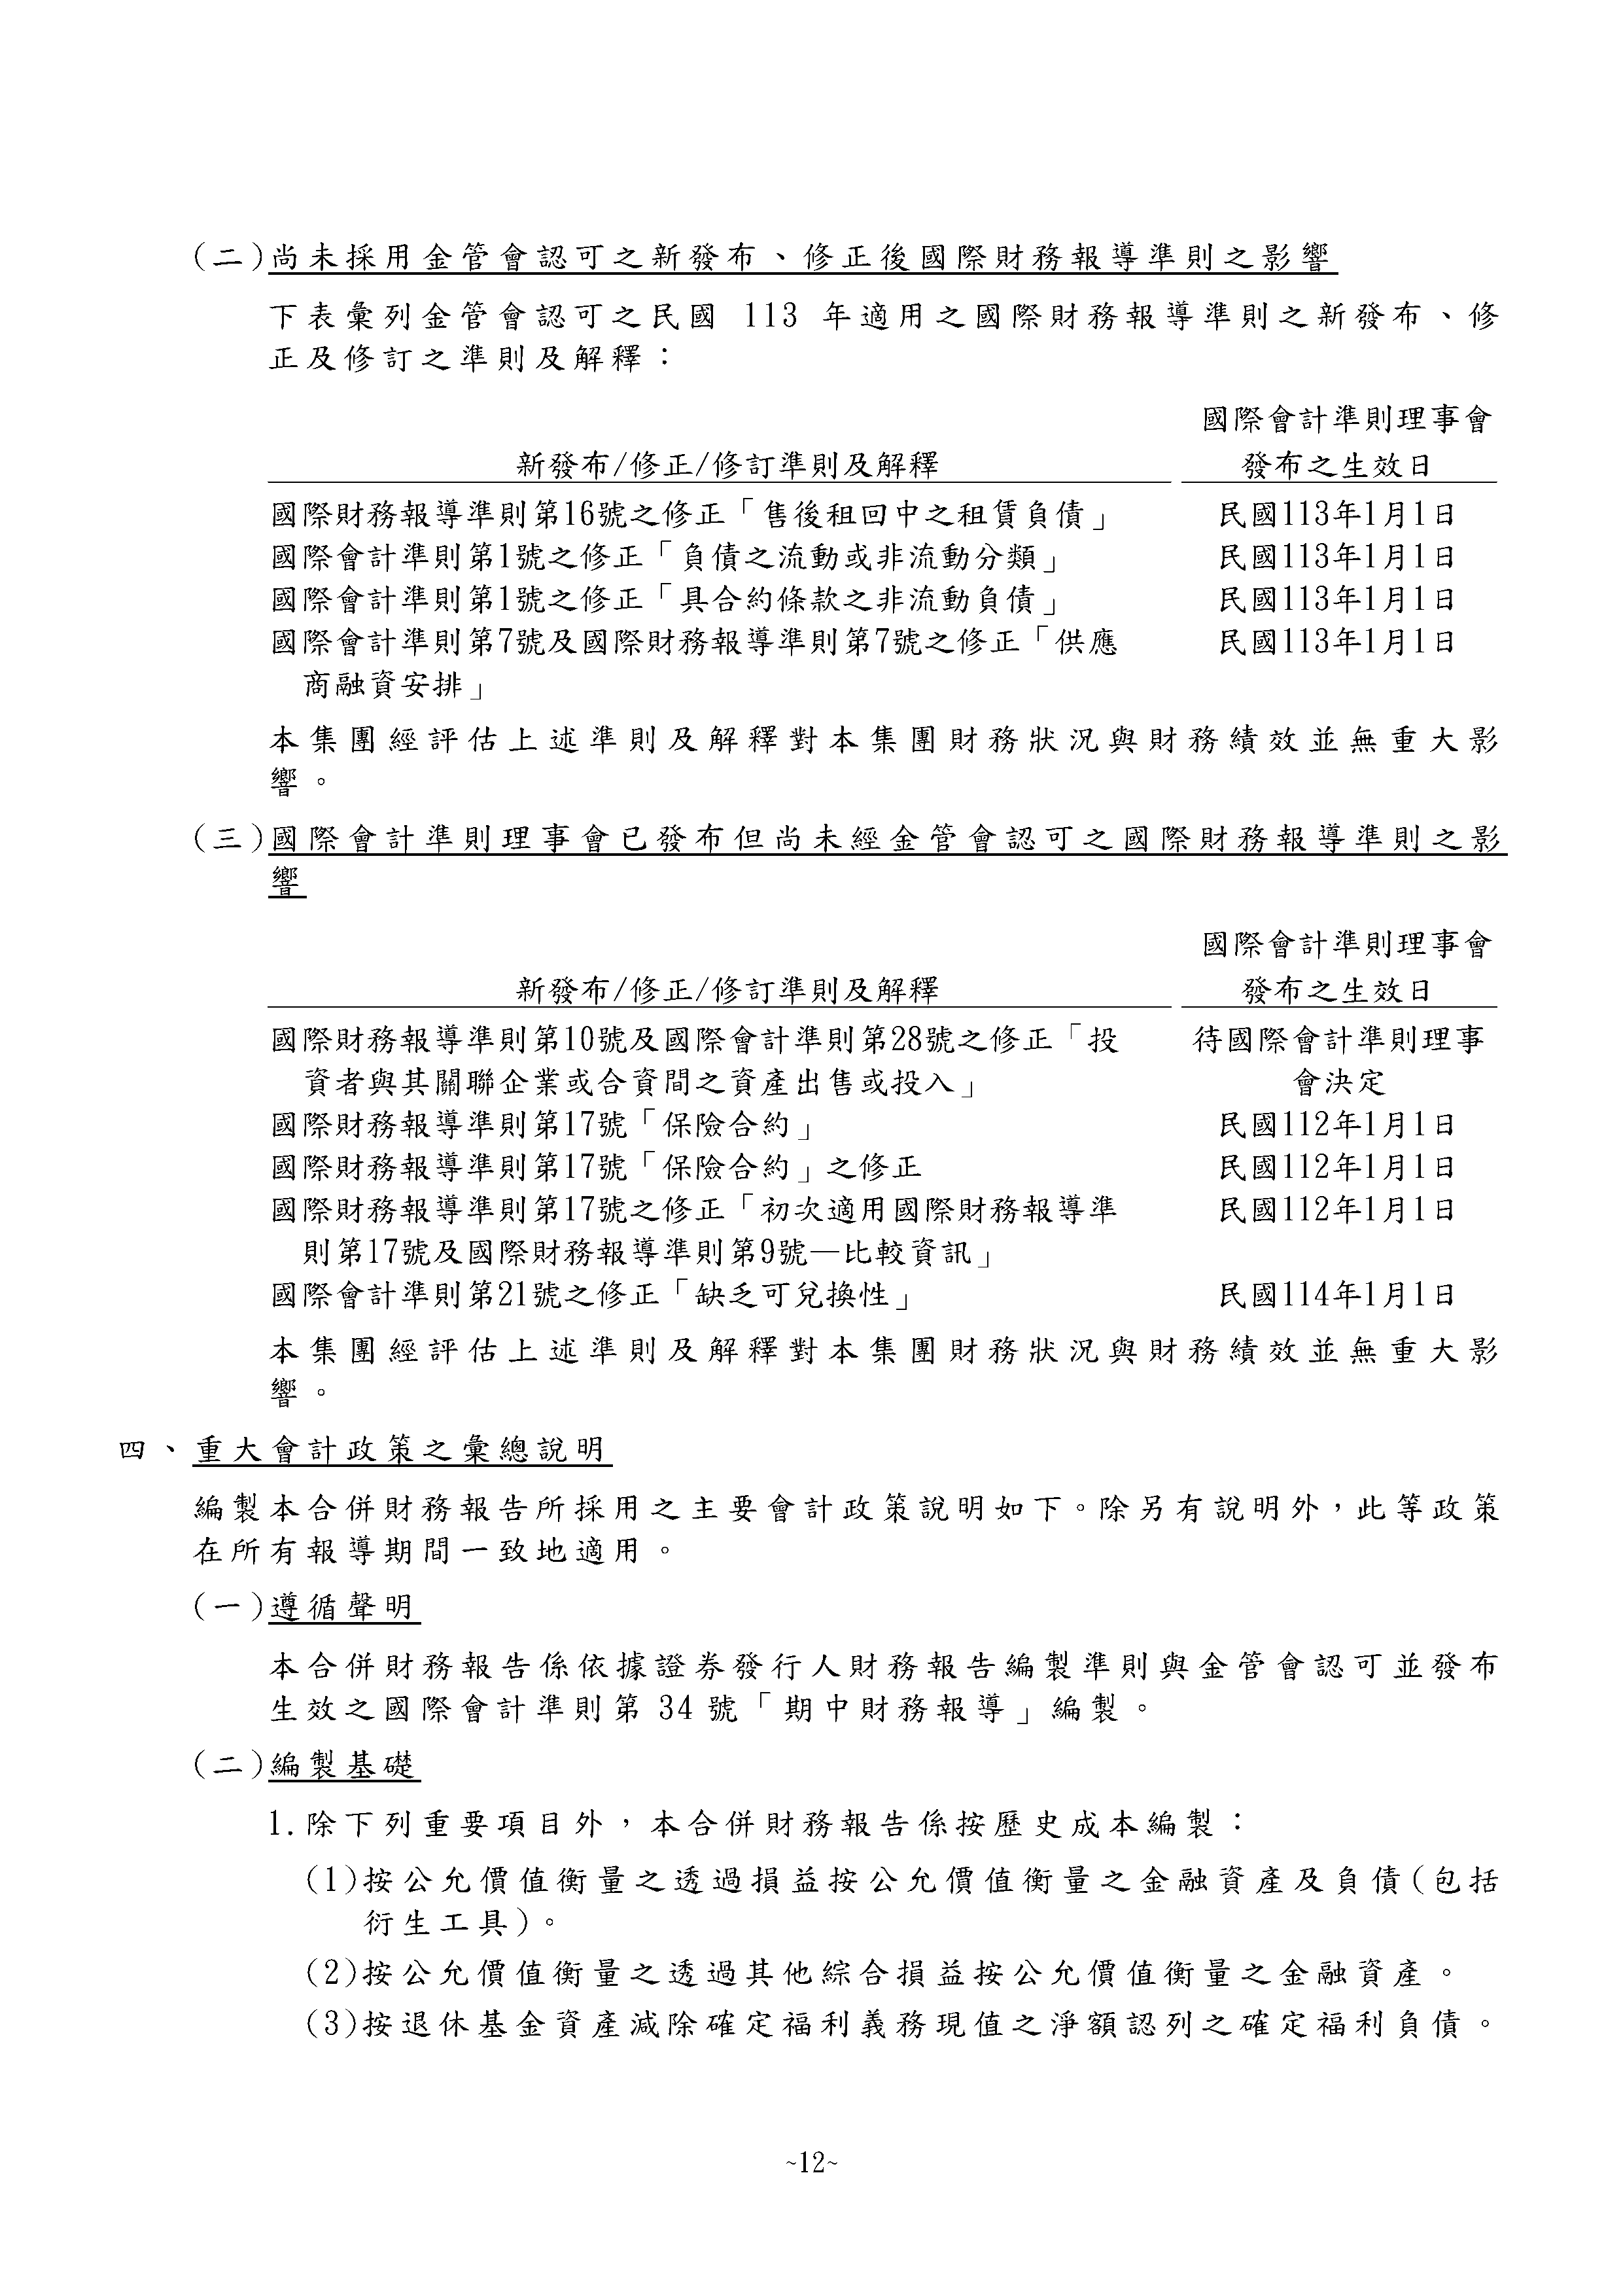 (二)尚未採用金管會認可之新發布、修正後國際財務報導準則之影響
下表彙列金管會認可之民國 113 年適用之國際財務報導準則之新發布、修
正及修訂之準則及解釋：
國際會計準則理事會
新發布/修正/修訂準則及解釋 發布之生效日
國際財務報導準則第16號之修正「售後租回中之租賃負債」 民國113年1月1日
國際會計準則第1號之修正「負債之流動或非流動分類」 民國113年1月1日
國際會計準則第1號之修正「具合約條款之非流動負債」 民國113年1月1日
國際會計準則第7號及國際財務報導準則第7號之修正「供應 民國113年1月1日
商融資安排」
本集團經評估上述準則及解釋對本集團財務狀況與財務績效並無重大影
響。
(三)國際會計準則理事會已發布但尚未經金管會認可之國際財務報導準則之影
響
國際會計準則理事會
新發布/修正/修訂準則及解釋 發布之生效日
國際財務報導準則第10號及國際會計準則第28號之修正「投 待國際會計準則理事
資者與其關聯企業或合資間之資產出售或投入」 會決定
國際財務報導準則第17號「保險合約」 民國112年1月1日
國際財務報導準則第17號「保險合約」之修正 民國112年1月1日
國際財務報導準則第17號之修正「初次適用國際財務報導準 民國112年1月1日
則第17號及國際財務報導準則第9號—比較資訊」
國際會計準則第21號之修正「缺乏可兌換性」 民國114年1月1日
本集團經評估上述準則及解釋對本集團財務狀況與財務績效並無重大影
響。
四、重大會計政策之彙總說明
編製本合併財務報告所採用之主要會計政策說明如下。除另有說明外，此等政策
在所有報導期間一致地適用。
(一)遵循聲明
本合併財務報告係依據證券發行人財務報告編製準則與金管會認可並發布
生效之國際會計準則第 34 號「期中財務報導」編製。
(二)編製基礎
1.除下列重要項目外，本合併財務報告係按歷史成本編製：
(1)按公允價值衡量之透過損益按公允價值衡量之金融資產及負債(包括
衍生工具)。
(2)按公允價值衡量之透過其他綜合損益按公允價值衡量之金融資產。
(3)按退休基金資產減除確定福利義務現值之淨額認列之確定福利負債。
~12~